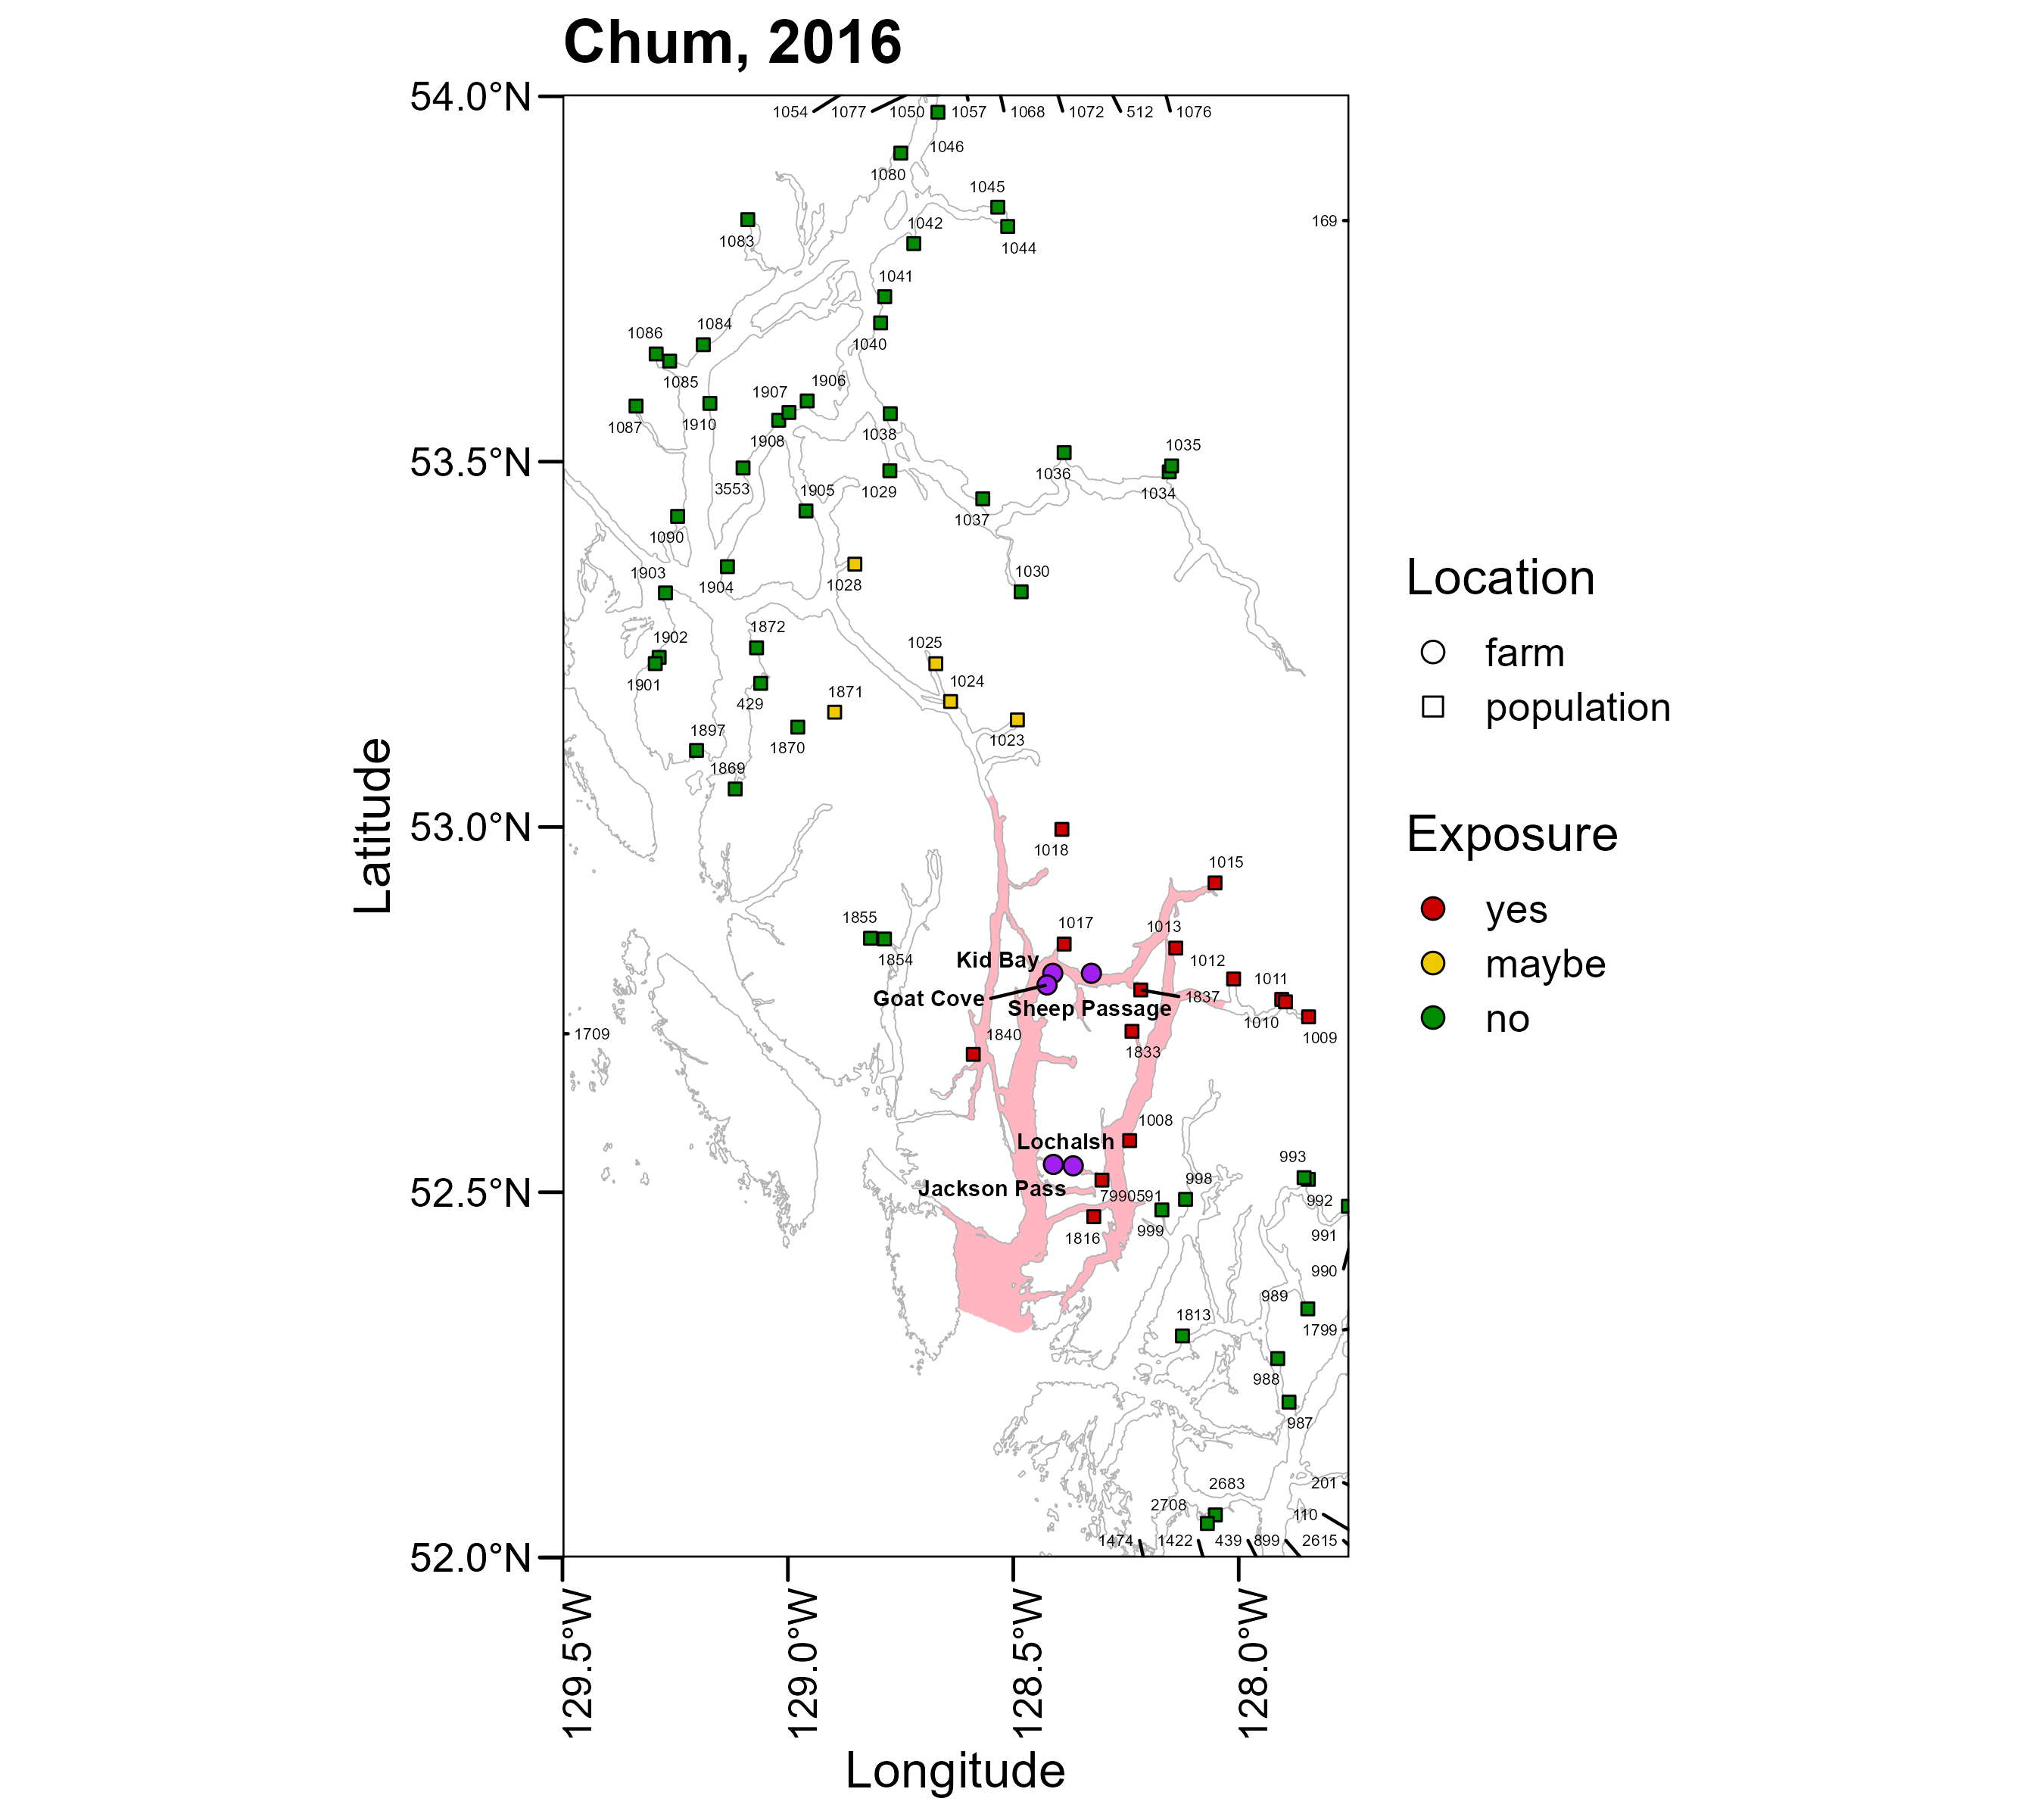 Chum, 2016
54.0°N
1054 1077 1050 1057 1068 1072 512 1076
1046
1080
1045
1042
169
1083
1044
1041
1084
1086
1040
1085
1906
1907
1087
1910
1038
1908
1035
53.5°N
1036
3553
1905
1029
1034
1037
1090
1903
1030
1904
1028
1872
1902
1025
1024
1901
1871
429
1897
1023
1870
1869
53.0°N
1018
1015
1855
1017
1013
Kid Bay
1854
1012
1011
Goat Cove
1837
Sheep Passage
1010
1709
1840
1009
1833
1008
Lochalsh
993
998
52.5°N
Jackson Pass
7990591
992
999
1816
991
990
989
1813
1799
988
987
2683
201
2708
110
1474 1422 439 899 2615
52.0°N
129.5°W
129.0°W
128.5°W
128.0°W
Longitude
Latitude
Location
farm
population
Exposure
yes
maybe
no